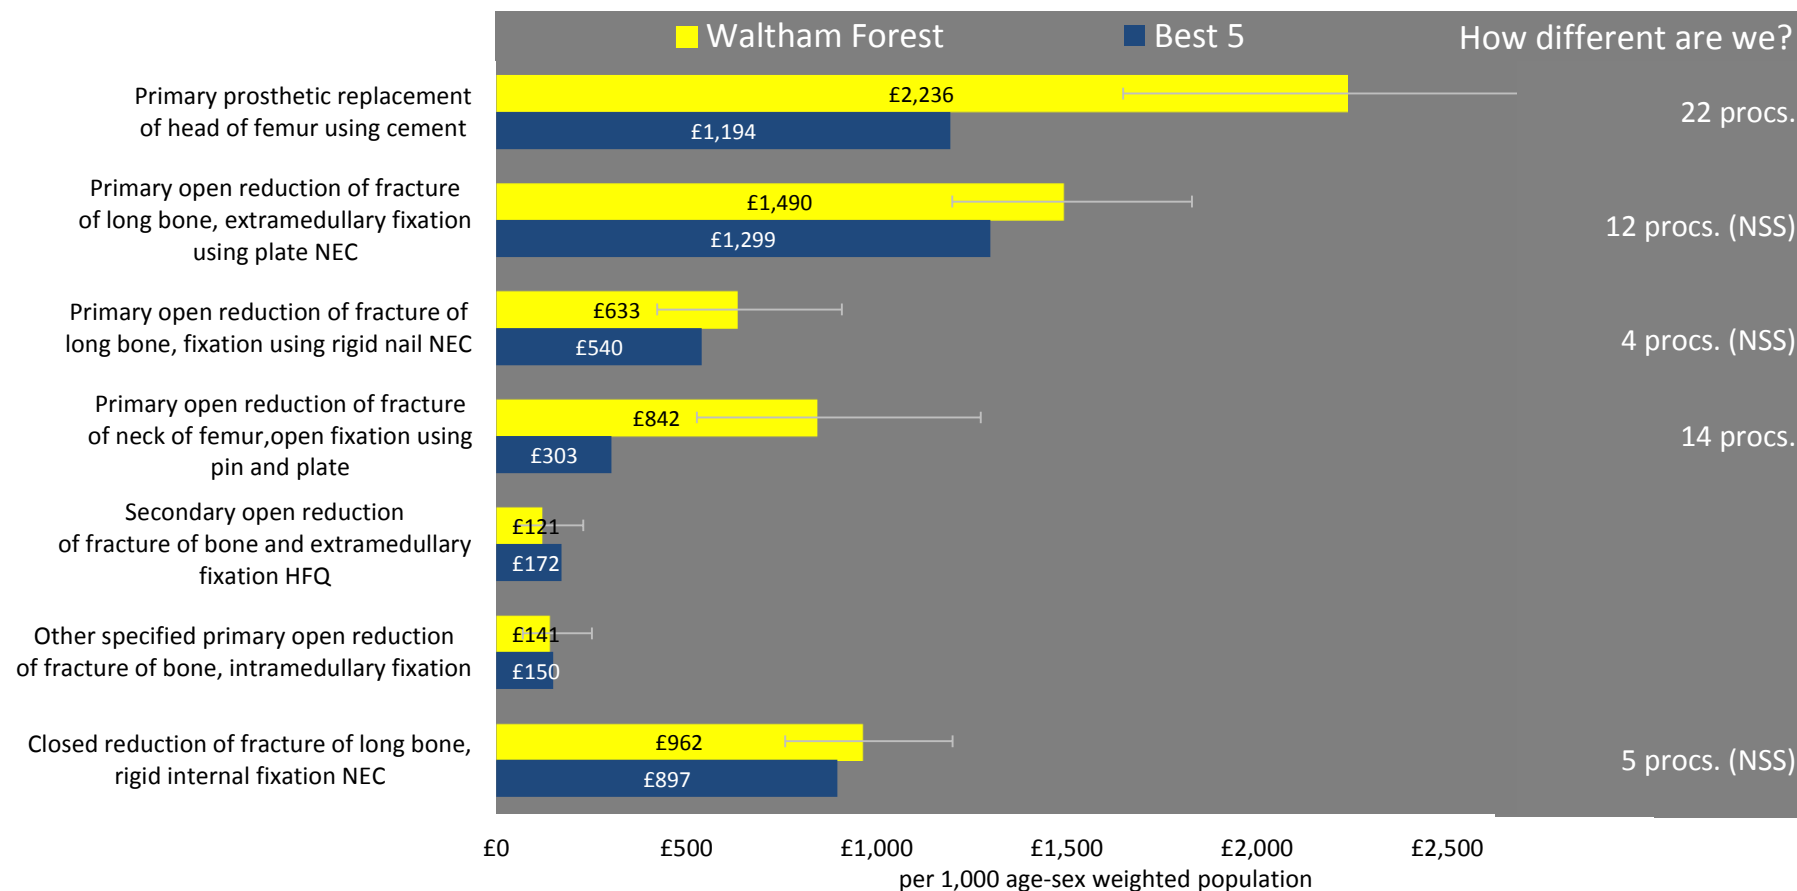 Waltham Forest
Best 5
How different are we?
Primary prosthetic replacement
of head of femur using cement
£2,236
£1,194
22 procs.
Primary open reduction of fracture
of long bone, extramedullary fixation
using plate NEC
£1,490
£1,299
12 procs. (NSS)
Primary open reduction of fracture of
long bone, fixation using rigid nail NEC
£633
£540
4 procs. (NSS)
Primary open reduction of fracture
of neck of femur,open fixation using
pin and plate
£842
£303
14 procs.
Secondary open reduction
of fracture of bone and extramedullary
fixation HFQ
£121
£172
Other specified primary open reduction
of fracture of bone, intramedullary fixation
£141
£150
Closed reduction of fracture of long bone,
rigid internal fixation NEC
£962
£897
5 procs. (NSS)
£0
£500
£1,000
£1,500
£2,000
£2,500
per 1,000 age-sex weighted population